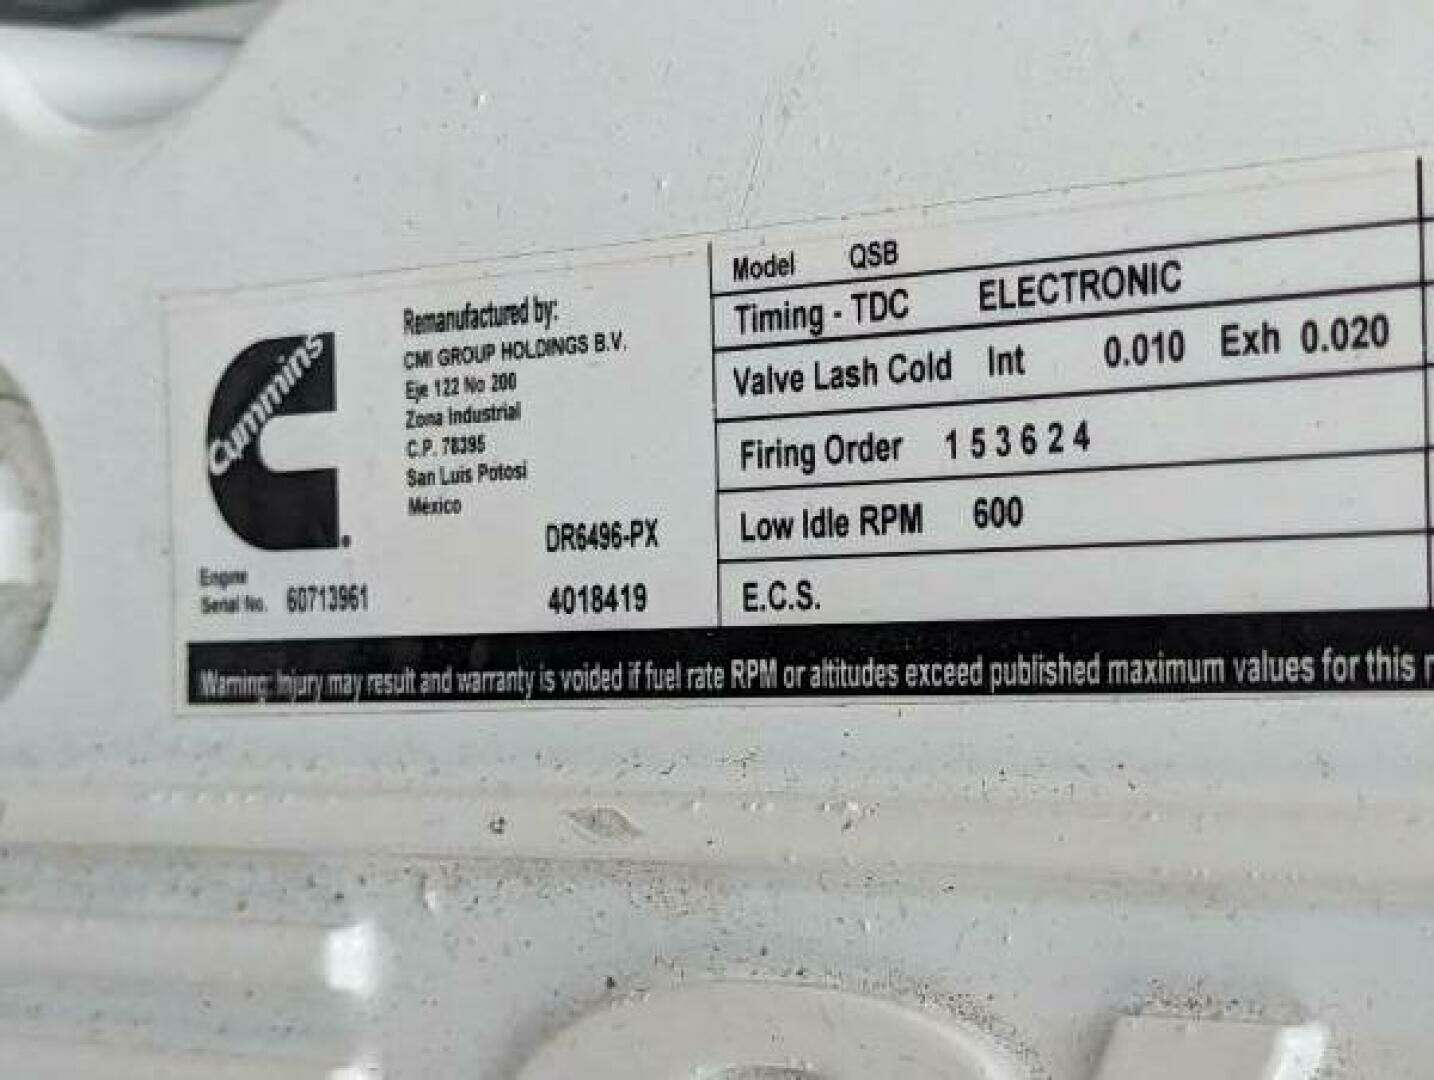 Cummins
Remanufactured by:
CMI GROUP HOLDINGS B.V.
Eje 122 No 200
Zona Industrial
C.P. 78395
San Luis Potosi
México
DR6496-PX
Engine
Serial No. 60713961
4018419
Model QSB
Timing - TDC ELECTRONIC
Valve Lash Cold Int 0.010 Exh 0.020
Firing Order 1 5 3 6 2 4
Low Idle RPM 600
E.C.S.
Warning: Injury may result and warranty is voided if fuel rate RPM or altitudes exceed published maximum values for this